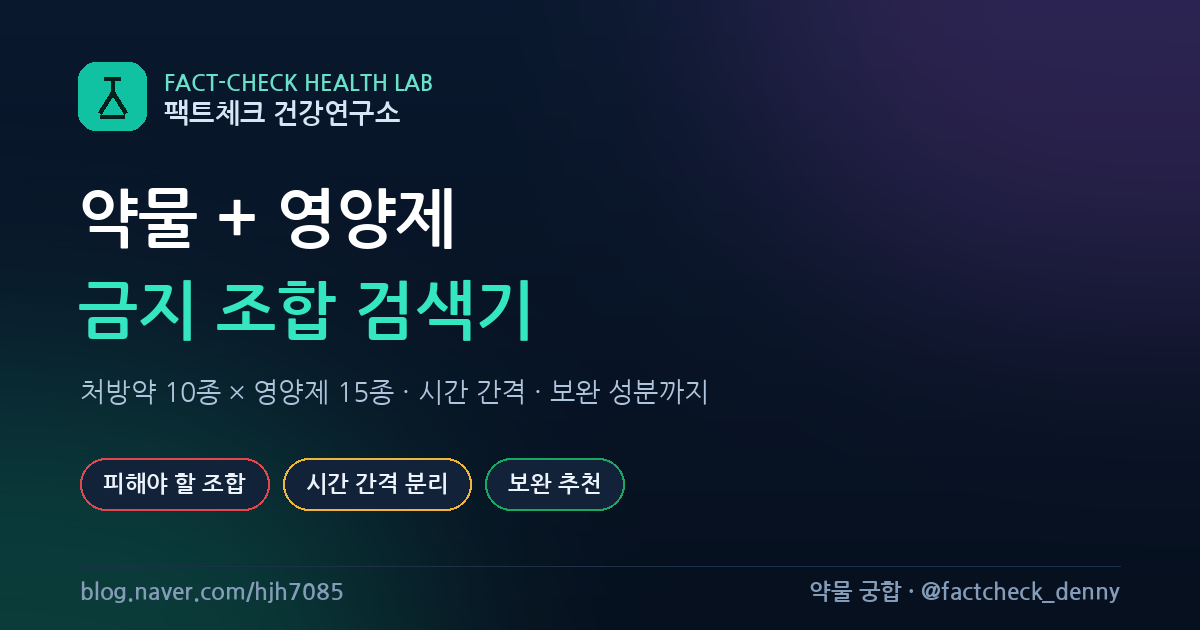 FACT-CHECK HEALTH LAB
팩트체크 건강연구소
약물 + 영양제
금지 조합 검색기
처방약 10종 × 영양제 15종 · 시간 간격 · 보완 성분까지
피해야 할 조합
시간 간격 분리
보완 추천
blog.naver.com/hjh7085
약물 궁합 · @factcheck_denny